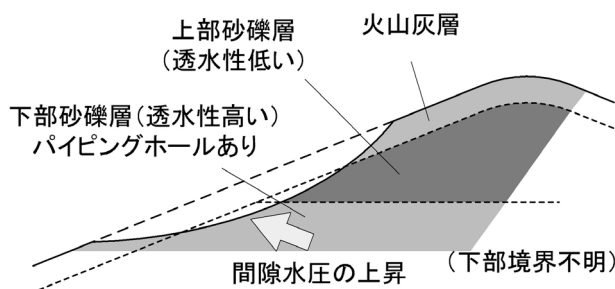 上部砂礫層
(透水性低い)
火山灰層
下部砂礫層(透水性高い)
パイピングホールあり
間隙水圧の上昇
(下部境界不明)